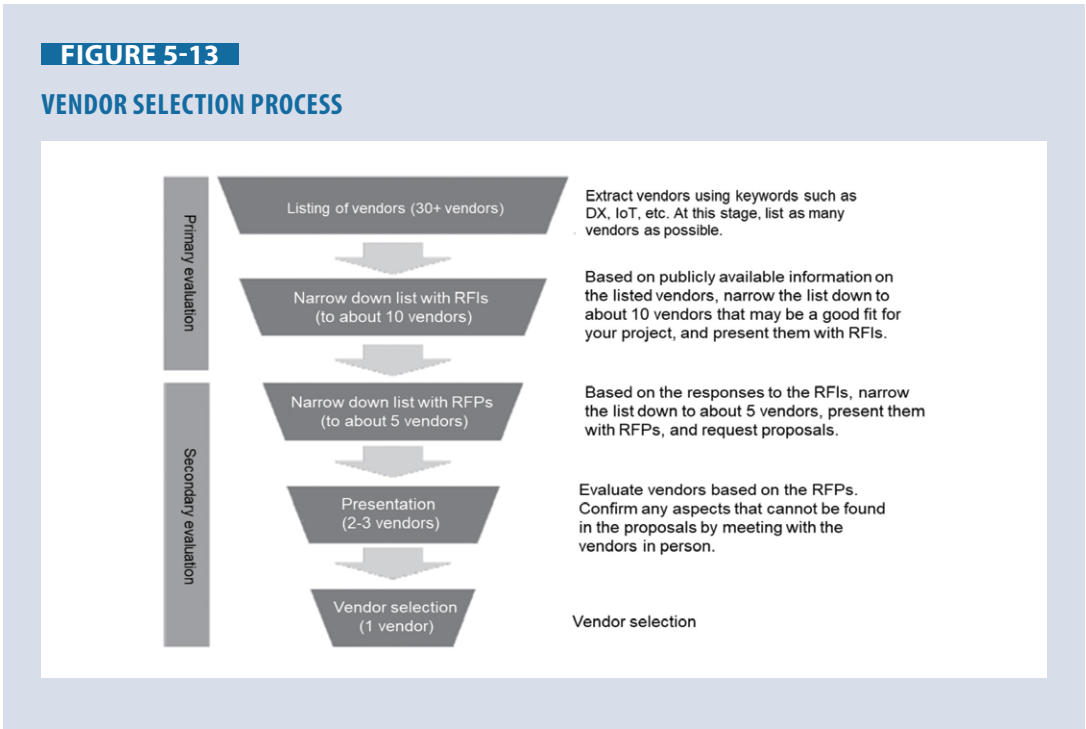 FIGURE 5-13
VENDOR SELECTION PROCESS
Primary evaluation
Listing of vendors (30+ vendors)
Extract vendors using keywords such as
DX, IoT, etc. At this stage, list as many
vendors as possible.
Narrow down list with RFIs
(to about 10 vendors)
Based on publicly available information on
the listed vendors, narrow the list down to
about 10 vendors that may be a good fit for
your project, and present them with RFIs.
Secondary evaluation
Narrow down list with RFPs
(to about 5 vendors)
Based on the responses to the RFIs, narrow
the list down to about 5 vendors, present them
with RFPs, and request proposals.
Presentation
(2-3 vendors)
Evaluate vendors based on the RFPs.
Confirm any aspects that cannot be found
in the proposals by meeting with the
vendors in person.
Vendor selection
(1 vendor)
Vendor selection